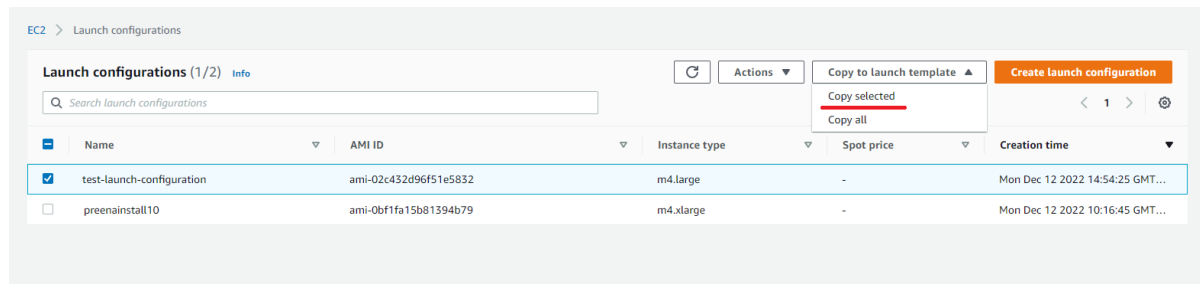 EC2 > Launch configurations
Launch configurations (1/2) Info
Actions ▼ Copy to launch template ▲ Create launch configuration
Search launch configurations
Copy selected
< 1 >
Copy all
Name AMI ID Instance type Spot price Creation time
test-launch-configuration ami-02c432d96f51e5832 m4.large - Mon Dec 12 2022 14:54:25 GMT...
preenainstall10 ami-0bf1fa15b81394b79 m4.xlarge - Mon Dec 12 2022 10:16:45 GMT...